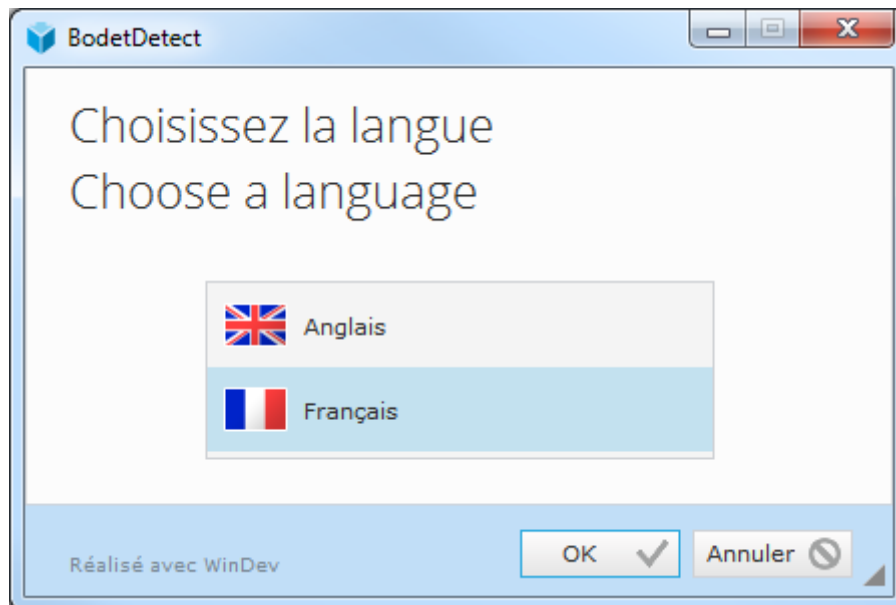 BodetDetect
Choisissez la langue
Choose a language
Anglais
Français
Réalisé avec WinDev
OK
Annuler